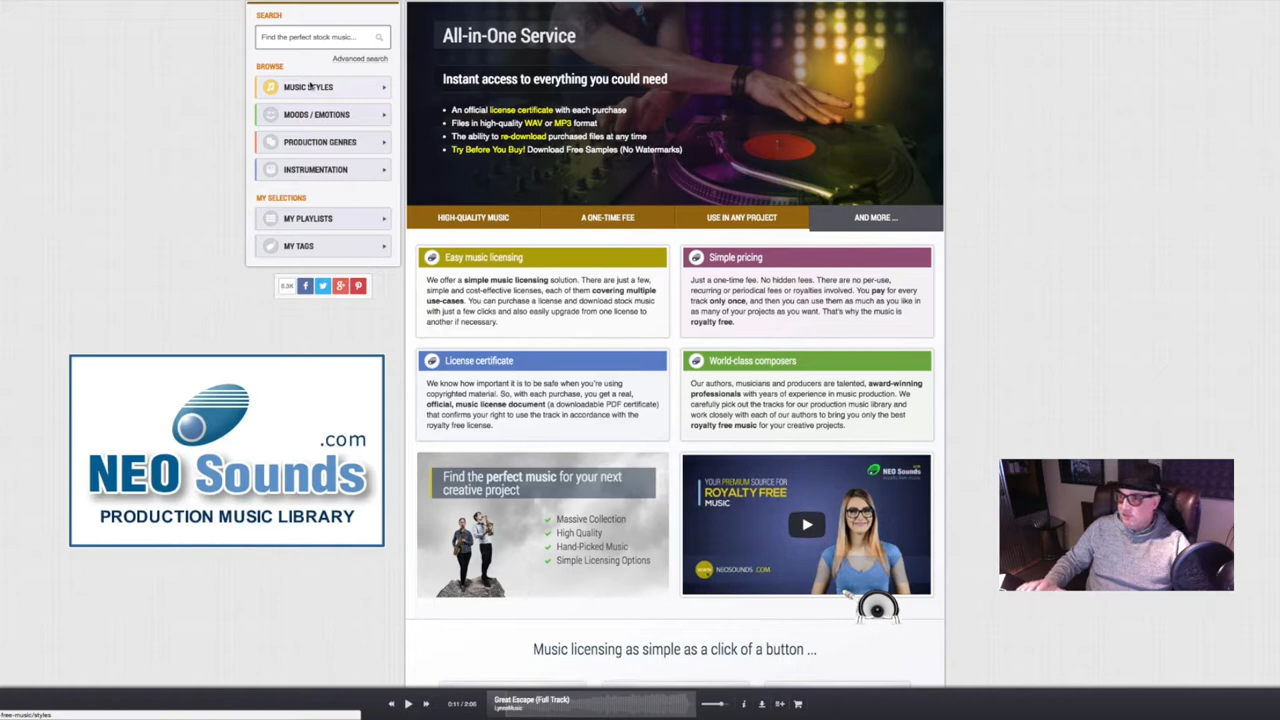 SEARCH
Find the perfect stock music...
Advanced search
BROWSE
MUSIC STYLES
MOODS / EMOTIONS
PRODUCTION GENRES
INSTRUMENTATION
MY SELECTIONS
MY PLAYLISTS
MY TAGS
8.3K
.com
NEO Sounds
PRODUCTION MUSIC LIBRARY
All-in-One Service
Instant access to everything you could need
An official license certificate with each purchase
Files in high-quality WAV or MP3 format
The ability to re-download purchased files at any time
Try Before You Buy! Download Free Samples (No Watermarks)
HIGH-QUALITY MUSIC
A ONE-TIME FEE
USE IN ANY PROJECT
AND MORE ...
Easy music licensing
We offer a simple music licensing solution. There are just a few,
simple and cost-effective licenses, each of them covering multiple
use-cases. You can purchase a license and download stock music
with just a few clicks and also easily upgrade from one license to
another if necessary.
Simple pricing
Just a one-time fee. No hidden fees. There are no per-use,
recurring or periodical fees or royalties involved. You pay for every
track only once, and then you can use them as much as you like in
as many of your projects as you want. That's why the music is
royalty free.
License certificate
We know how important it is to be safe when you're using
copyrighted material. So, with each purchase, you get a real,
official, music license document (a downloadable PDF certificate)
that confirms your right to use the track in accordance with the
royalty free license.
World-class composers
Our authors, musicians and producers are talented, award-winning
professionals with years of experience in music production. We
carefully pick out the tracks for our production music library and
work closely with each of our authors to bring you only the best
royalty free music for your creative projects.
Find the perfect music for your next
creative project
Massive Collection
High Quality
Hand-Picked Music
Simple Licensing Options
NEO Sounds
YOUR PREMIUM SOURCE FOR
ROYALTY FREE
MUSIC
NEOSOUNDS .COM
Music licensing as simple as a click of a button ...
0:11 / 2:06
Great Escape (Full Track)
LynneMusic
-free-music/styles